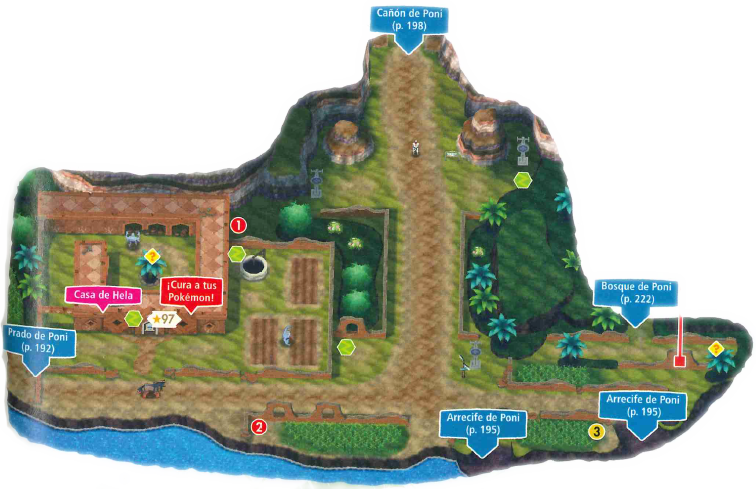 Cañón de Poni
(p. 198)
1
?
¡Cura a tus
Pokémon!
Casa de Hela
★97
Bosque de Poni
(p. 222)
Prado de Poni
(p. 192)
?
Arrecife de Poni
(p. 195)
Arrecife de Poni
(p. 195)
2
3